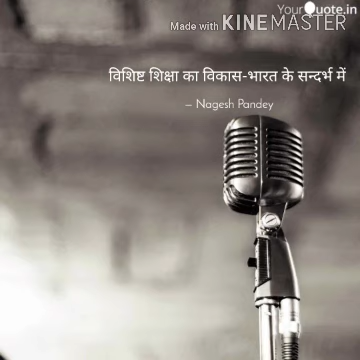 YourQuote.in
Made with KINEMASTER
विशिष्ट शिक्षा का विकास-भारत के सन्दर्भ में
— Nagesh Pandey